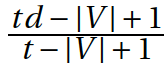 td − |V| + 1
t − |V| + 1